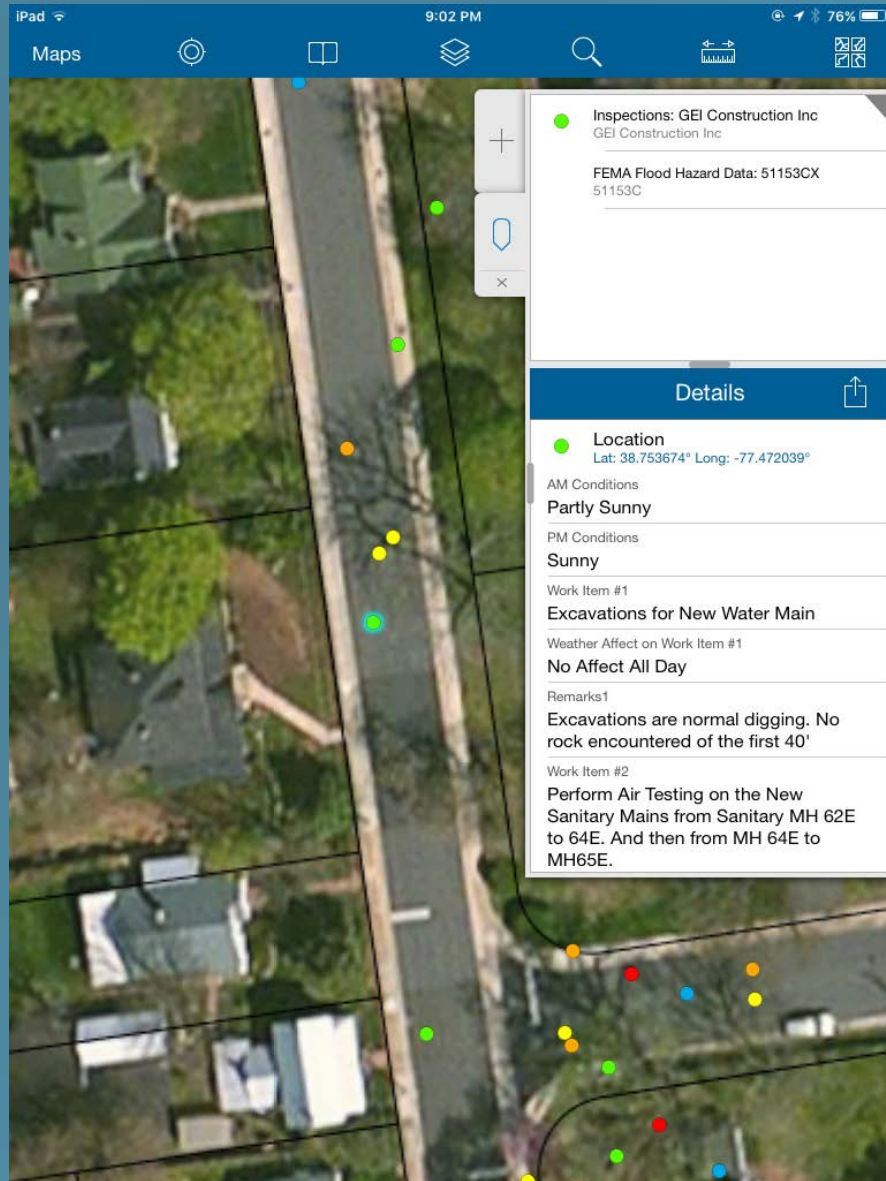 iPad
9:02 PM
76%
Maps
Inspections: GEI Construction Inc
GEI Construction Inc
FEMA Flood Hazard Data: 51153CX
51153C
Details
Location
Lat: 38.753674° Long: -77.472039°
AM Conditions
Partly Sunny
PM Conditions
Sunny
Work Item #1
Excavations for New Water Main
Weather Affect on Work Item #1
No Affect All Day
Remarks1
Excavations are normal digging. No
rock encountered of the first 40'
Work Item #2
Perform Air Testing on the New
Sanitary Mains from Sanitary MH 62E
to 64E. And then from MH 64E to
MH65E.